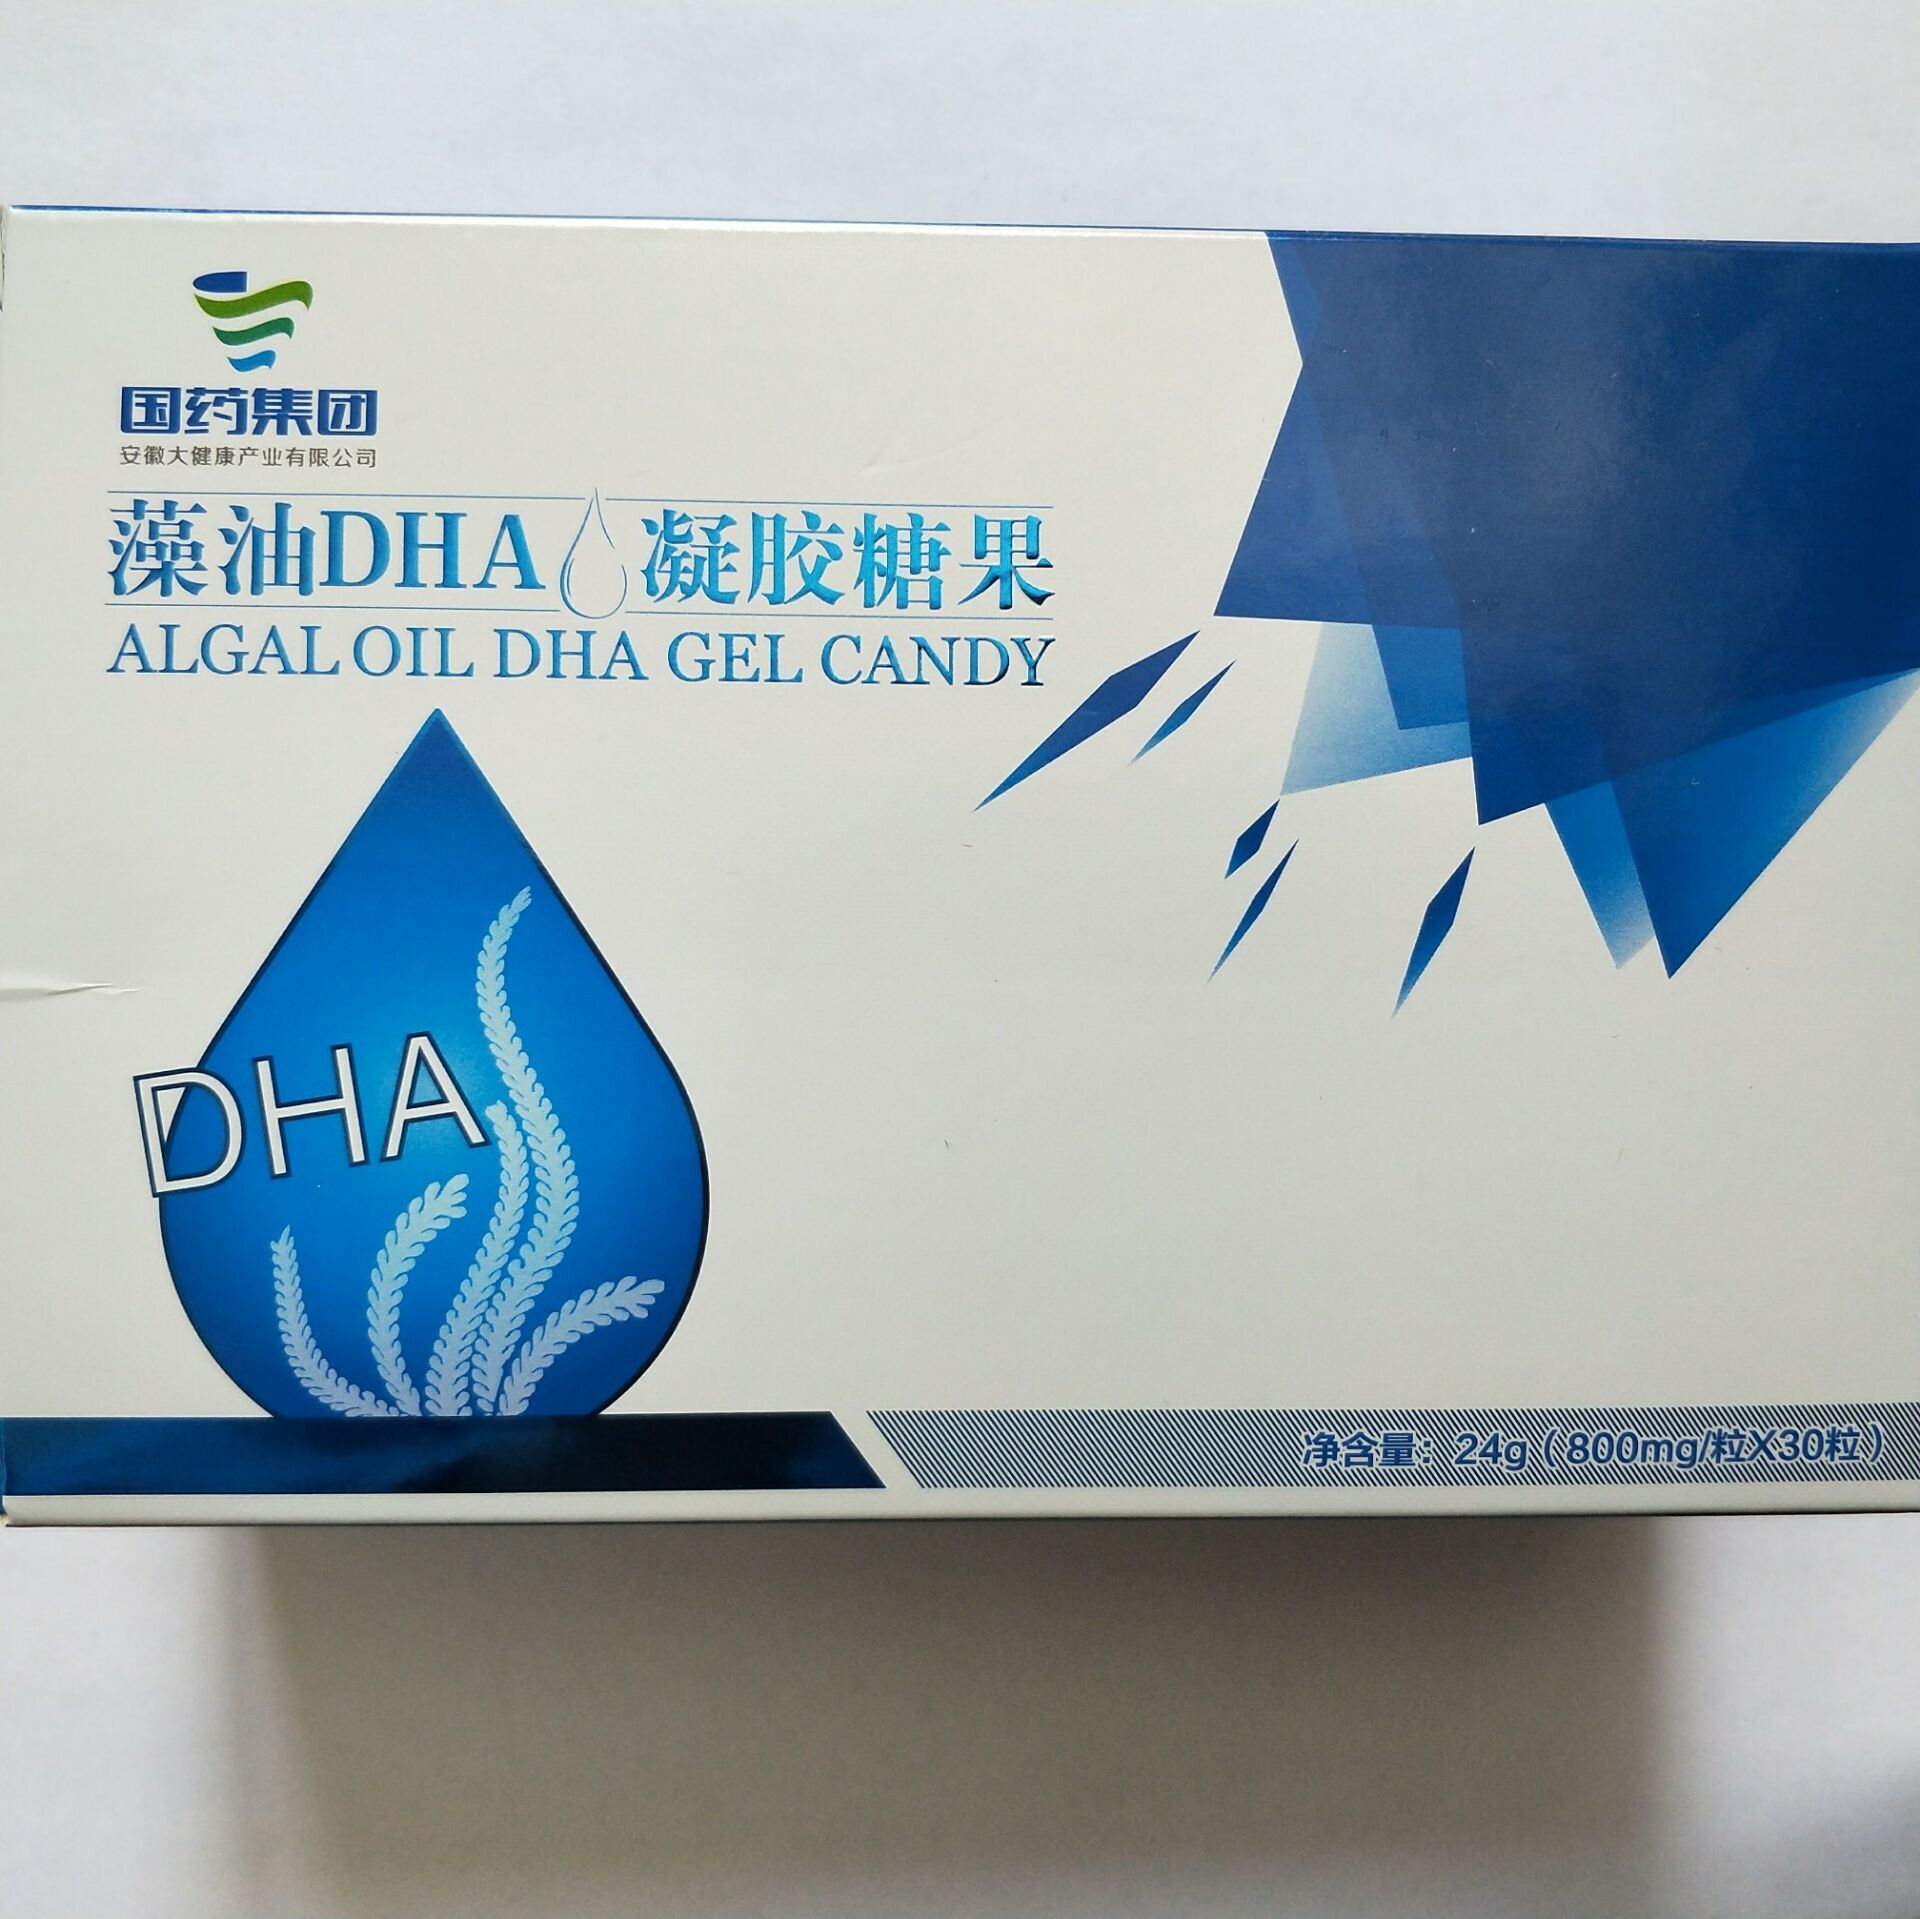 国药集团
安徽大健康产业有限公司
藻油DHA凝胶糖果
ALGAL OIL DHA GEL CANDY
DHA
净含量：24g（800mg/粒X30粒）